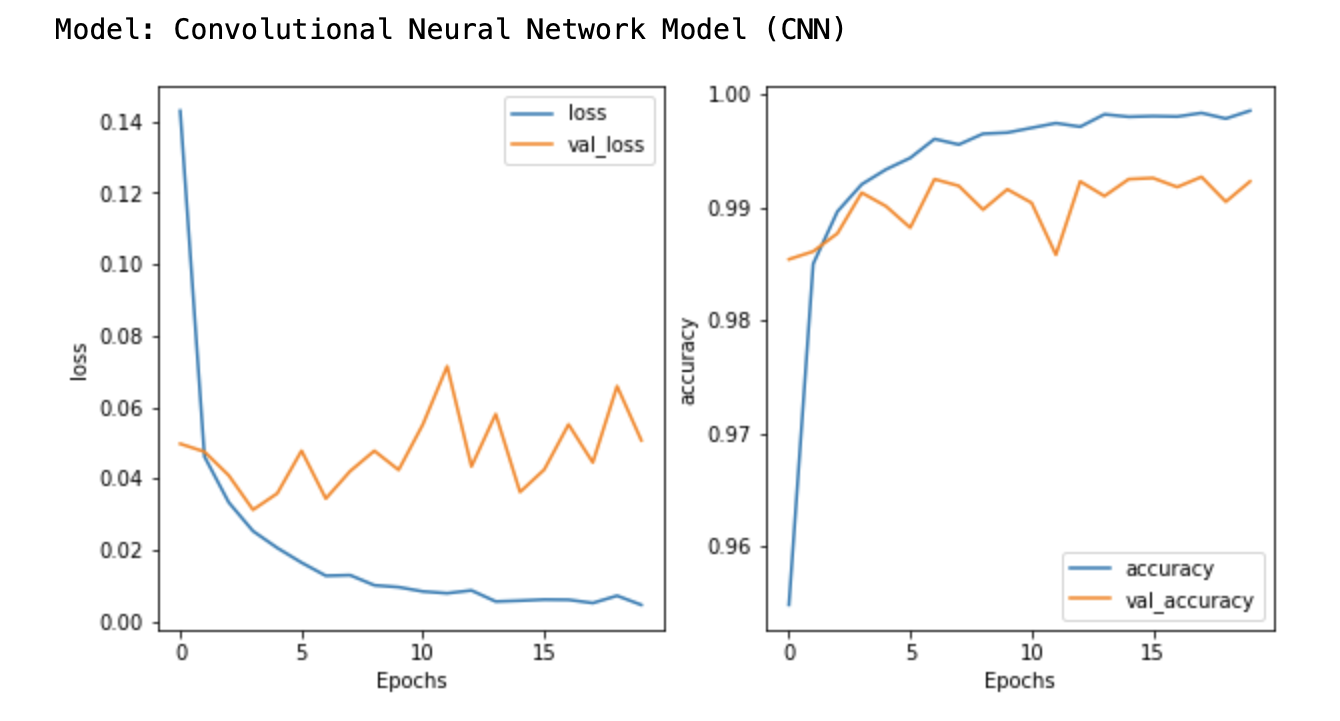 Model: Convolutional Neural Network Model (CNN)
loss
val_loss
0.14
0.12
0.10
0.08
0.06
0.04
0.02
0.00
loss
0
5
10
15
Epochs
1.00
0.99
0.98
0.97
0.96
accuracy
accuracy
val_accuracy
0
5
10
15
Epochs